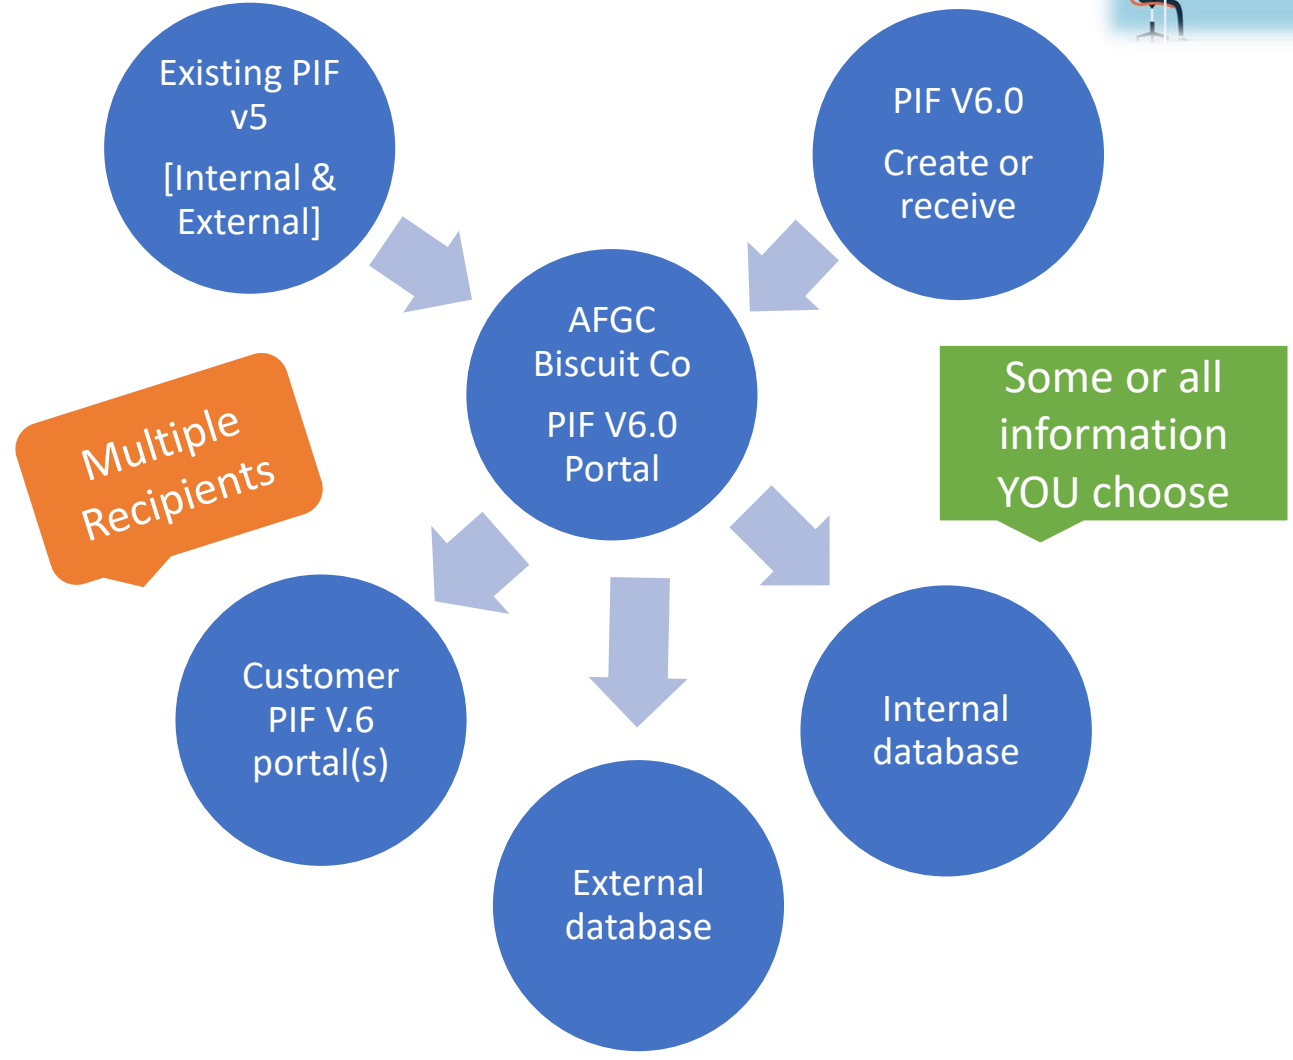 Existing PIF
v5
[Internal &
External]
PIF V6.0
Create or
receive
AFGC
Biscuit Co
PIF V6.0
Portal
Multiple
Recipients
Some or all
information
YOU choose
Customer
PIF V.6
portal(s)
External
database
Internal
database